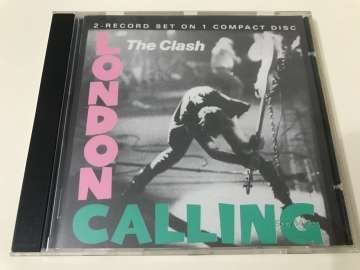 2-RECORD SET ON 1 COMPACT DISC
The Clash
LONDON
CALLING